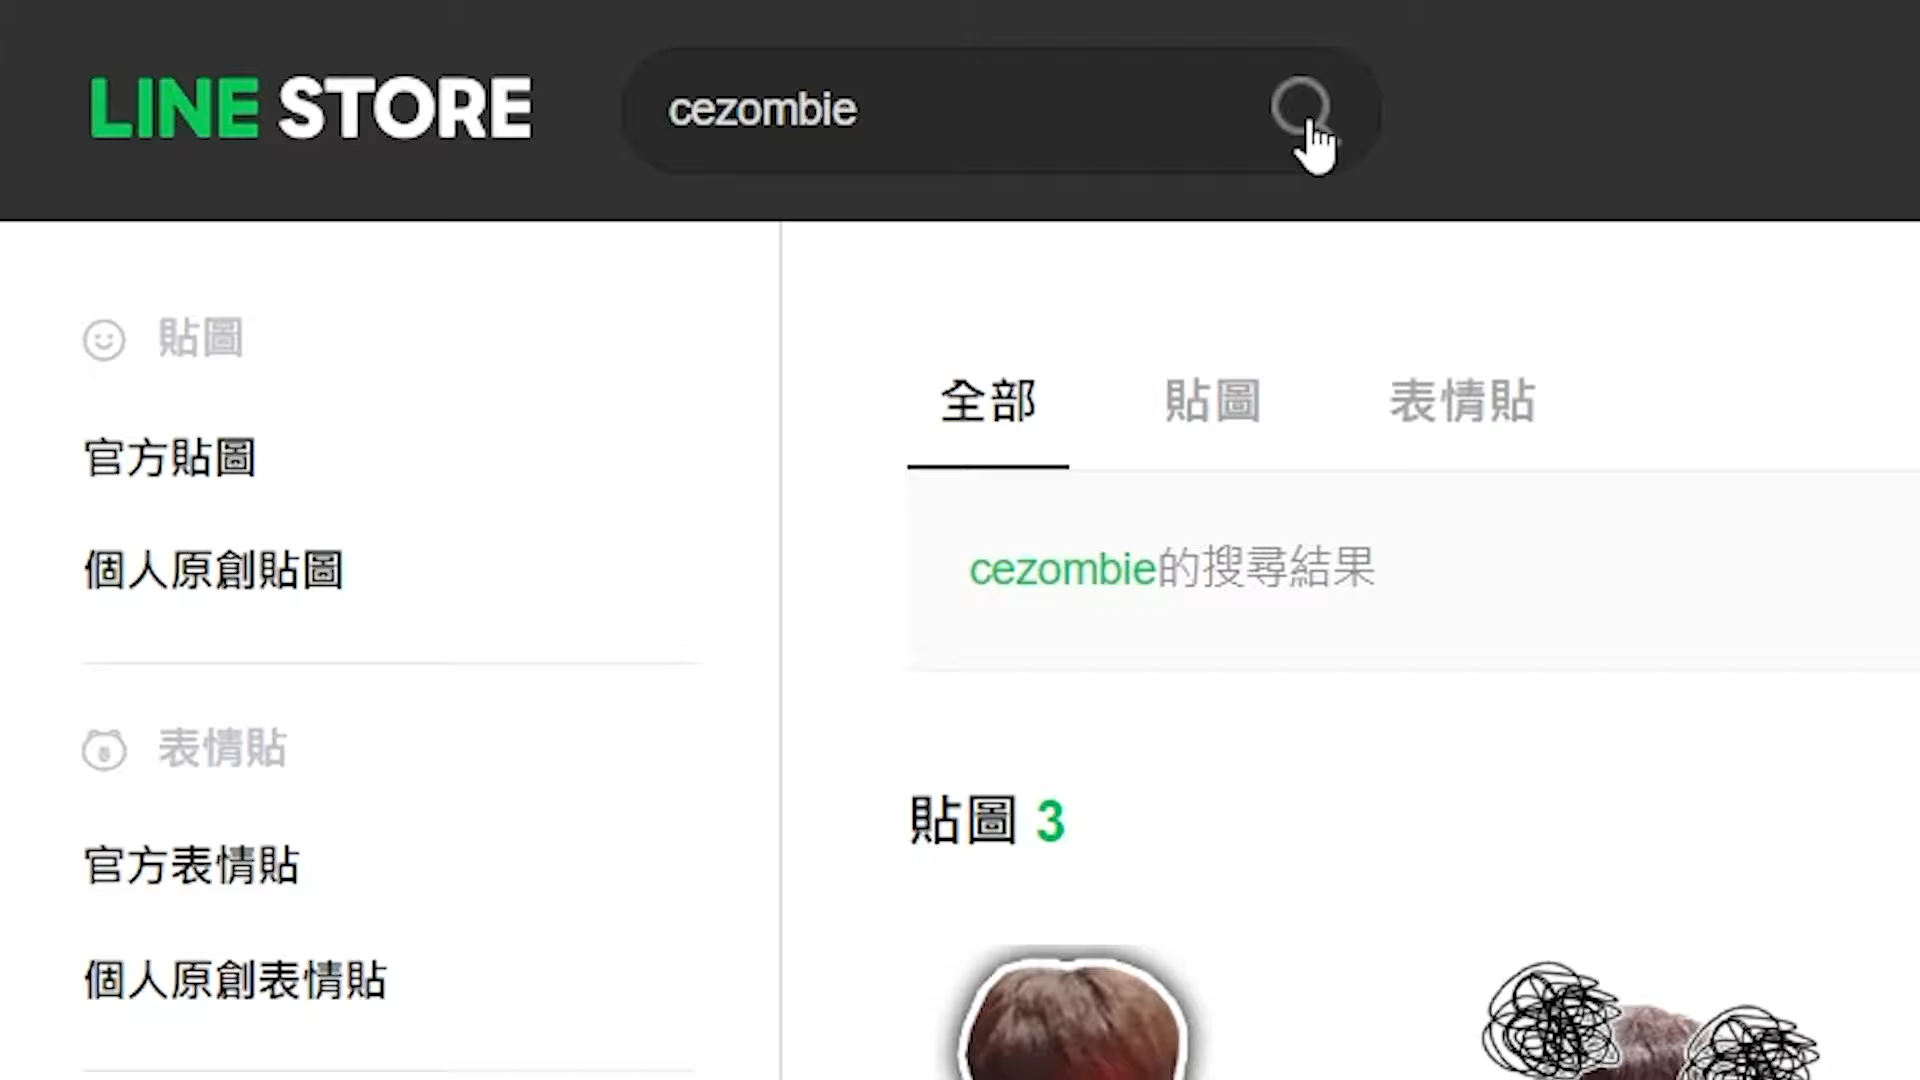 LINE STORE
cezombie
貼圖
官方貼圖
個人原創貼圖
表情貼
官方表情貼
個人原創表情貼
全部
貼圖
表情貼
cezombie的搜尋結果
貼圖 3